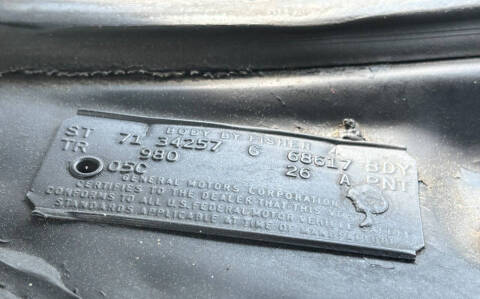 BODY BY FISHER
ST 71 34257 G 68617 BDY
TR 980 26 A PNT
05C
GENERAL MOTORS CORPORATION
CERTIFIES TO THE DEALER THAT THIS VEHICLE
CONFORMS TO ALL U.S. FEDERAL MOTOR VEHICLE SAFETY
STANDARDS APPLICABLE AT TIME OF MANUFACTURE